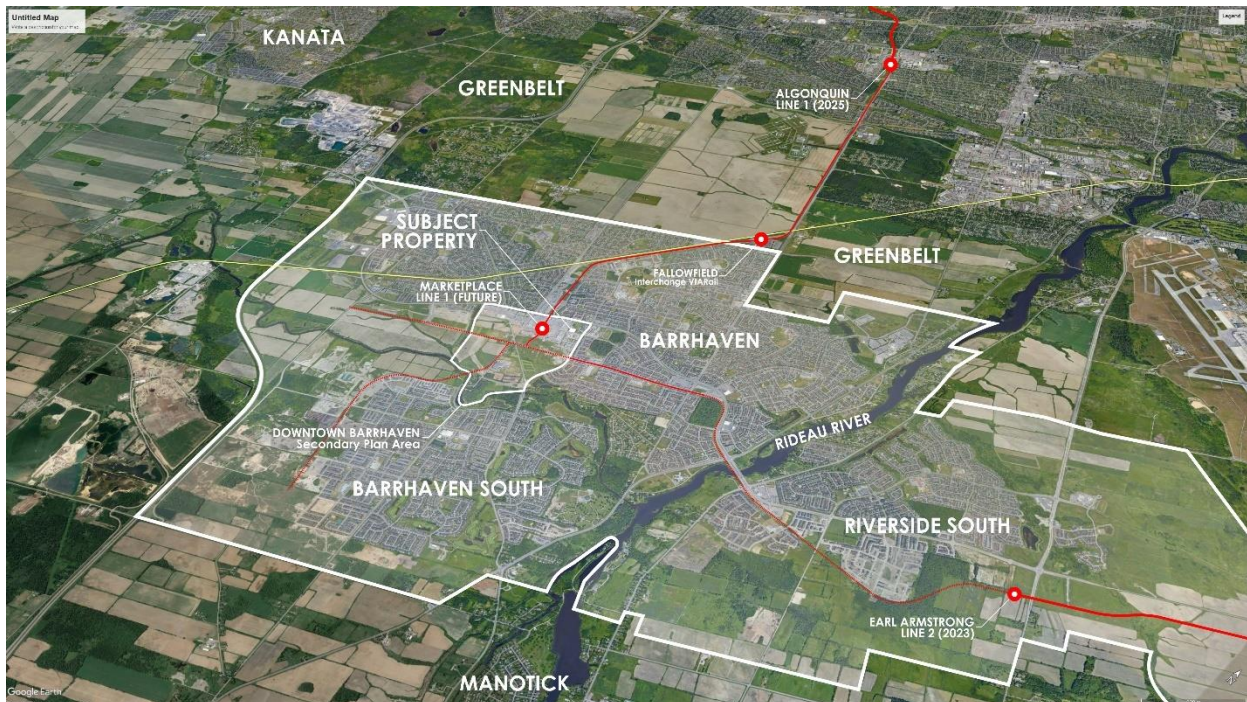 Untitled Map
Legend
KANATA
GREENBELT
ALGONQUIN
LINE 1 (2025)
SUBJECT
PROPERTY
GREENBELT
FALLOWFIELD
Interchange VIARail
MARKETPLACE
LINE 1 (FUTURE)
BARRHAVEN
DOWNTOWN BARRHAVEN
Secondary Plan Area
RIDEAU RIVER
BARRHAVEN SOUTH
RIVERSIDE SOUTH
EARL ARMSTRONG
LINE 2 (2023)
MANOTICK
Google Earth